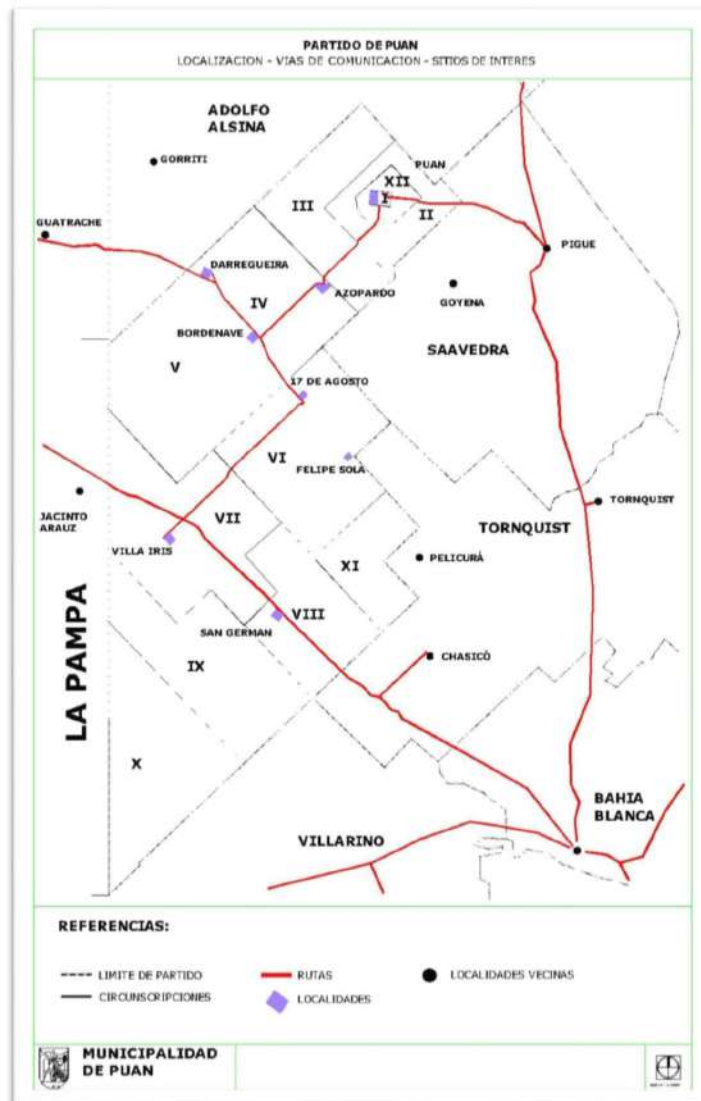 PARTIDO DE PUAN
LOCALIZACION - VIAS DE COMUNICACION - SITIOS DE INTERES
ADOLFO
ALSINA
GORRITI
PUAN
XII
I
III
II
GUATRACHE
PIGUE
DARREGUEIRA
AZOPARDO
GOYENA
IV
BORDENAVE
SAAVEDRA
V
17 DE AGOSTO
VI
FELIPE SOLÀ
JACINTO
ARAUZ
VII
TORNQUIST
TORNQUIST
VILLA IRIS
XI
PELICURÀ
VIII
SAN GERMAN
LA PAMPA
IX
CHASICÒ
X
BAHIA
BLANCA
VILLARINO
REFERENCIAS:
LIMITE DE PARTIDO
RUTAS
LOCALIDADES VECINAS
CIRCUNSCRIPCIONES
LOCALIDADES
MUNICIPALIDAD
DE PUAN